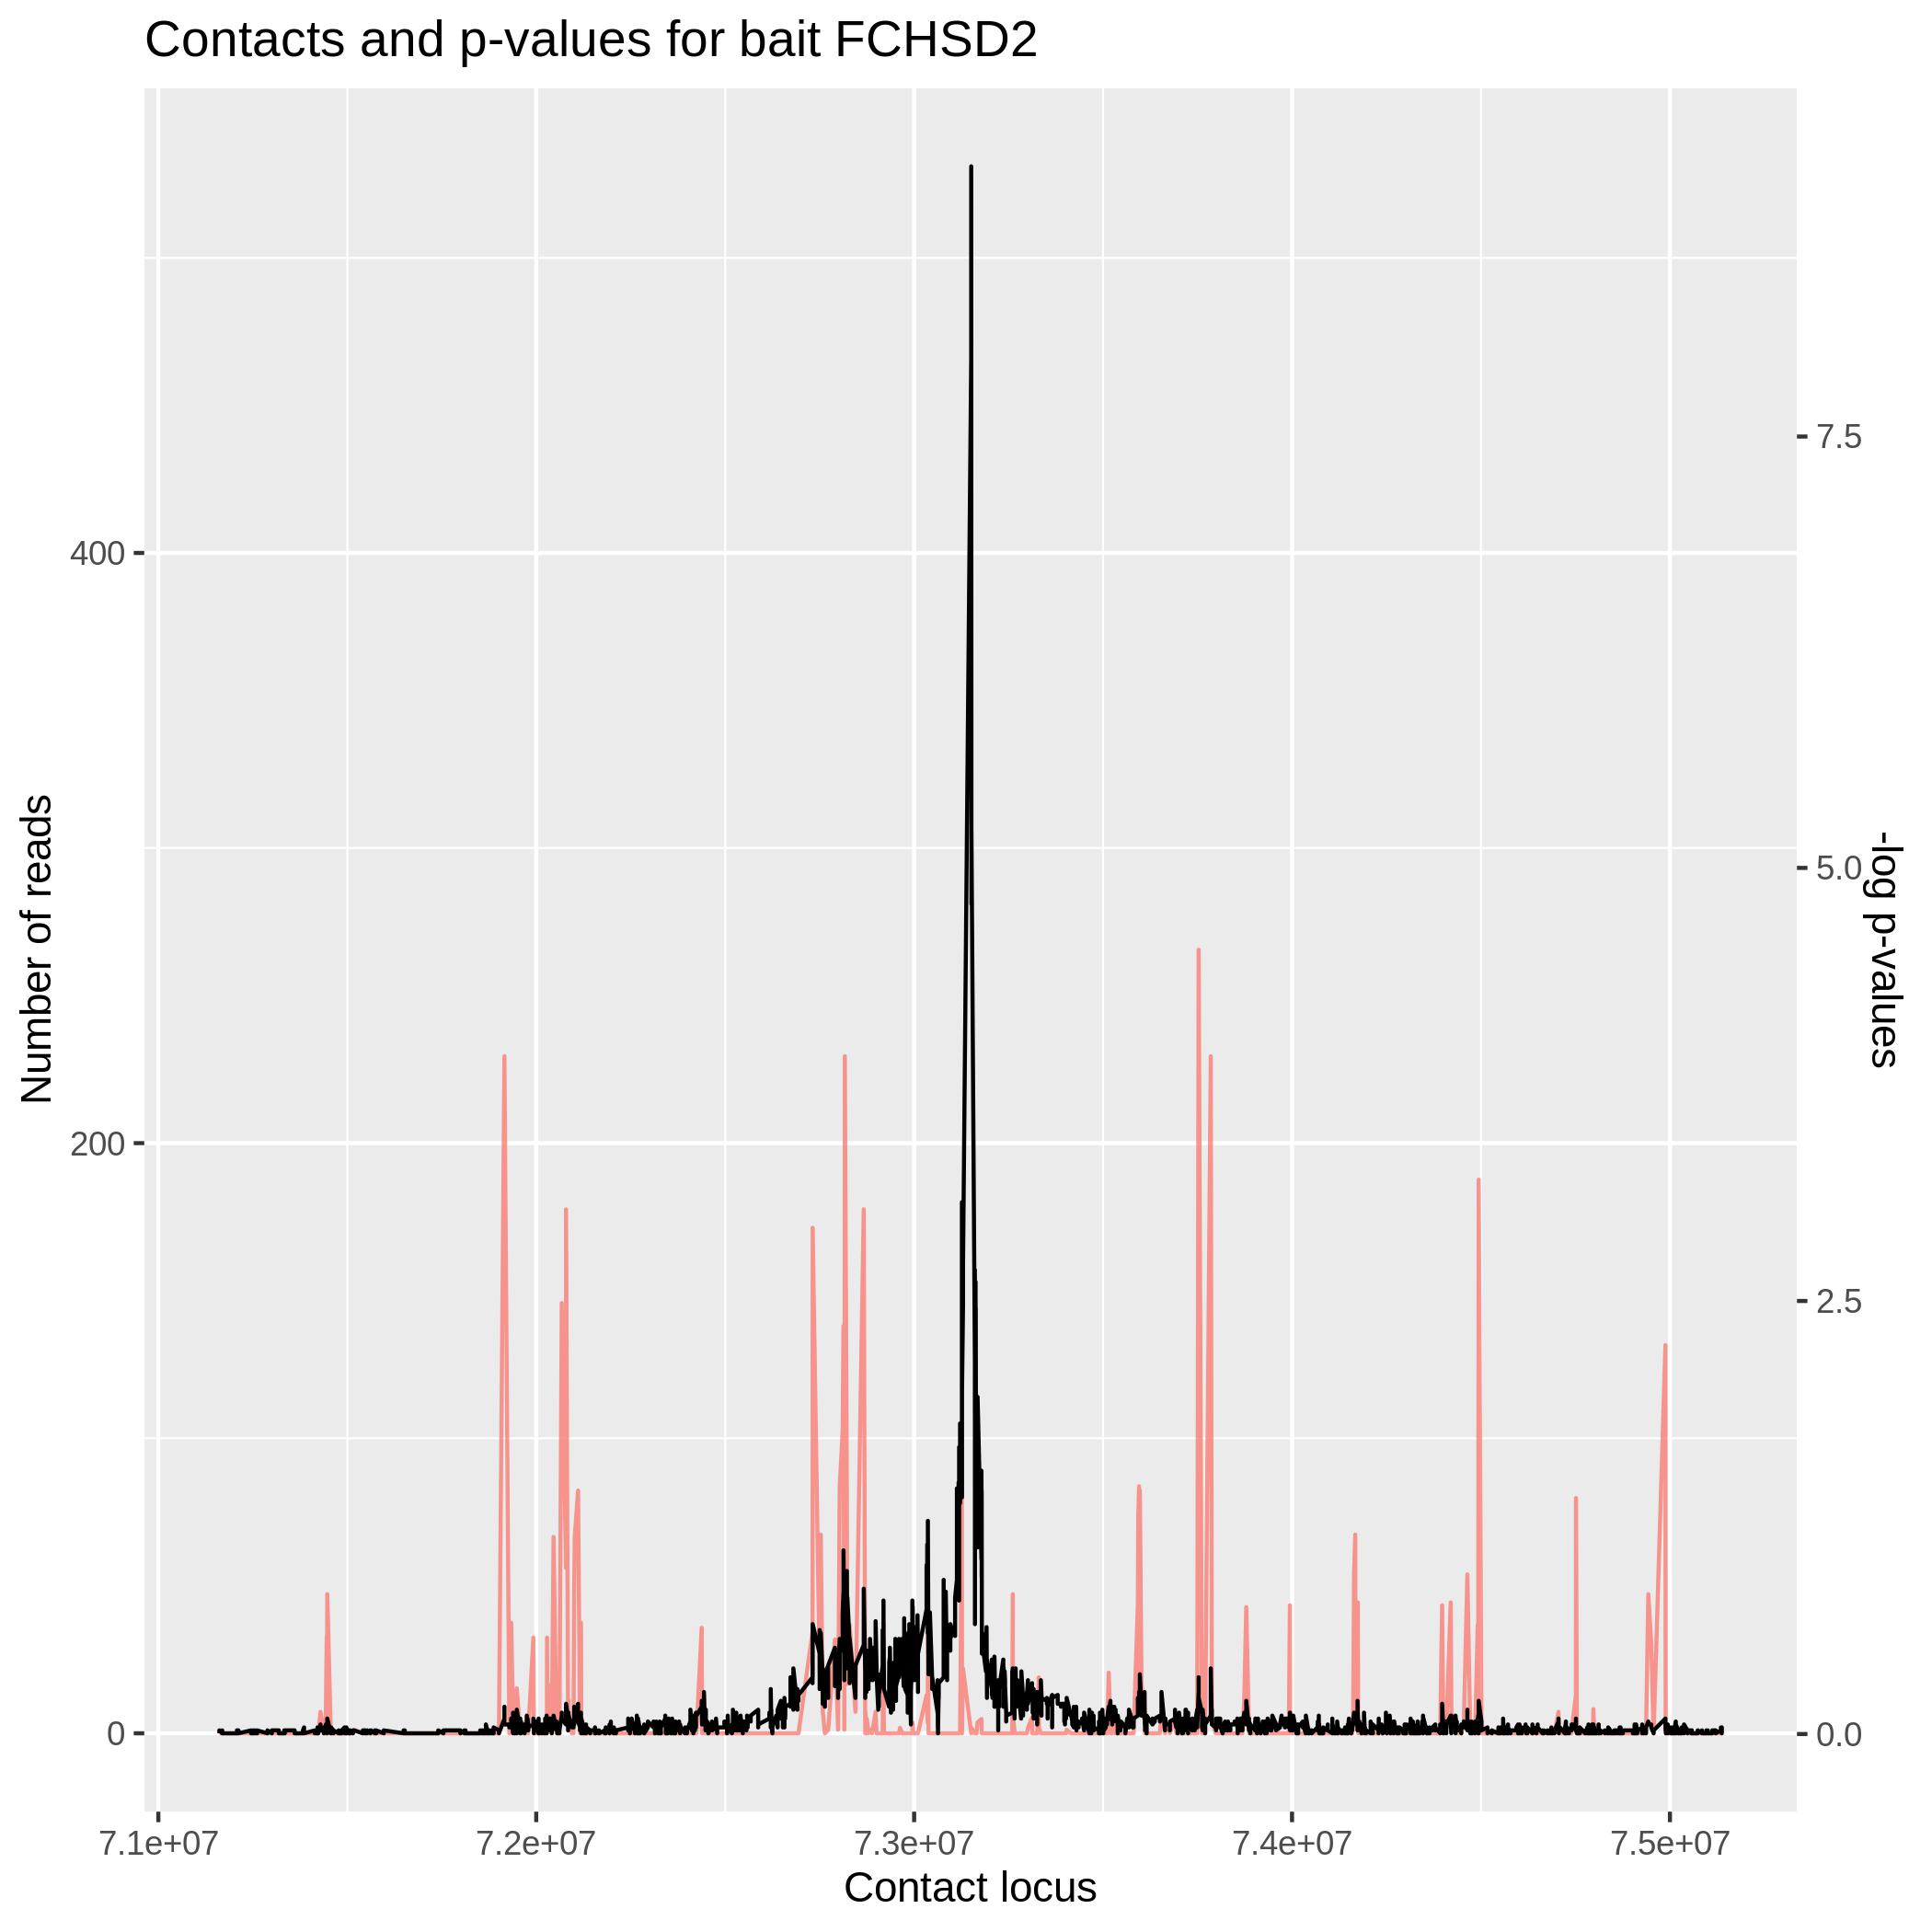 Contacts and p-values for bait FCHSD2
Number of reads
400
200
0
7.5
5.0
2.5
0.0
-log p-values
7.1e+07
7.2e+07
7.3e+07
7.4e+07
7.5e+07
Contact locus